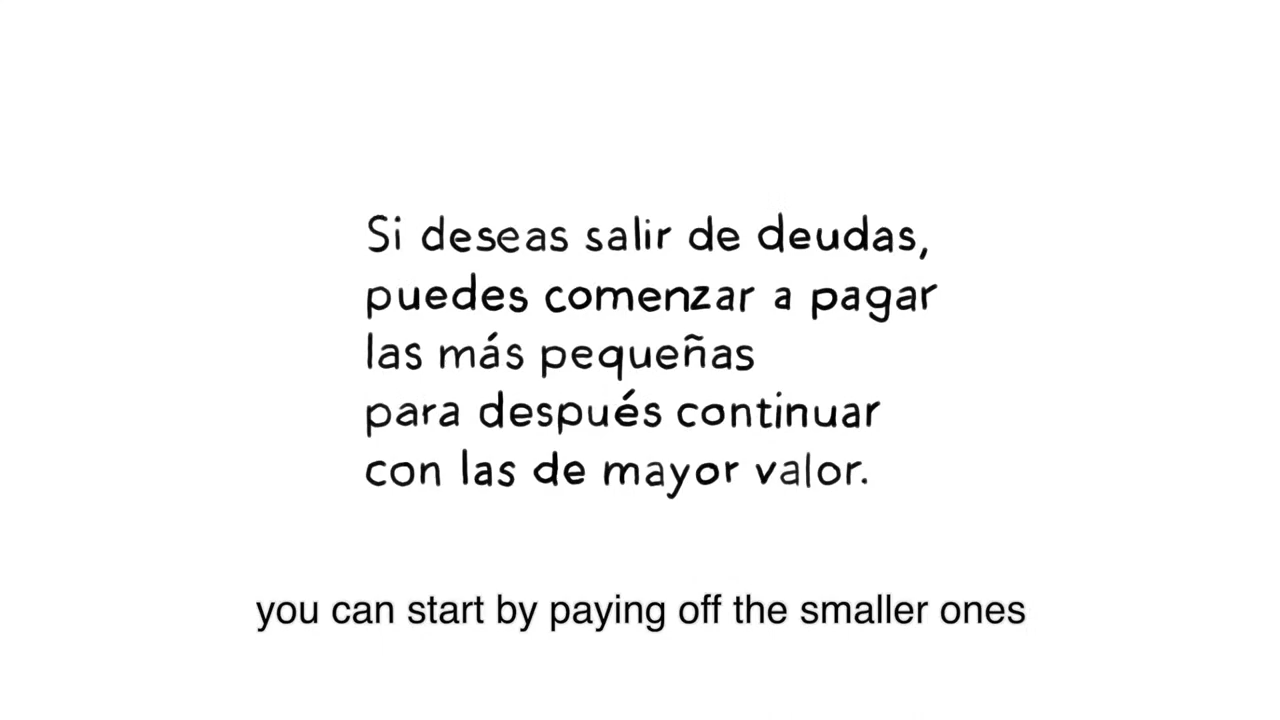 Si deseas salir de deudas,
puedes comenzar a pagar
las más pequeñas
para después continuar
con las de mayor valor.
you can start by paying off the smaller ones